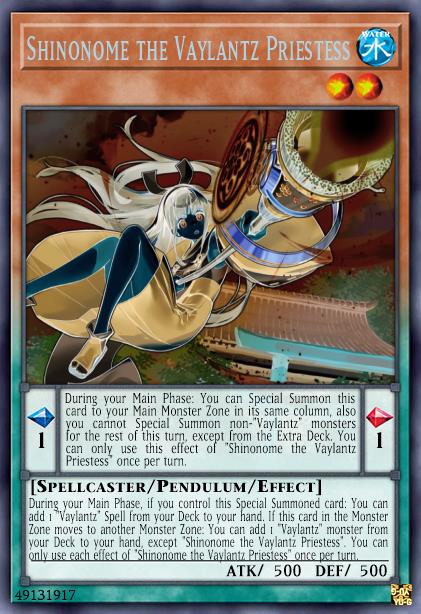 SHINONOME THE VAYLANTZ PRIESTESS
WATER
水
During your Main Phase: You can Special Summon this
card to your Main Monster Zone in its same column, also
you cannot Special Summon non-"Vaylantz" monsters
for the rest of this turn, except from the Extra Deck. You
can only use this effect of "Shinonome the Vaylantz
Priestess" once per turn.
1
1
[SPELLCASTER/PENDULUM/EFFECT]
During your Main Phase, if you control this Special Summoned card: You can
add 1 "Vaylantz" Spell from your Deck to your hand. If this card in the Monster
Zone moves to another Monster Zone: You can add 1 "Vaylantz" monster from
your Deck to your hand, except "Shinonome the Vaylantz Priestess". You can
only use each effect of "Shinonome the Vaylantz Priestess" once per turn.
ATK/ 500 DEF/ 500
49131917